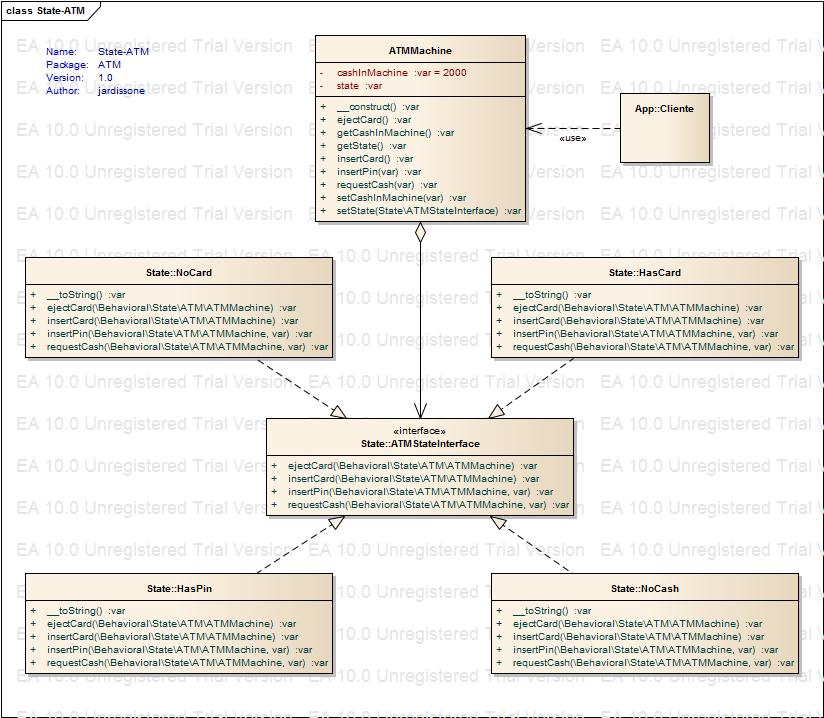 class State-ATM
Name: State-ATM
Package: ATM
Version: 1.0
Author: jardissone
ATMMachine
- cashInMachine :var = 2000
- state :var
+ __construct() :var
+ ejectCard() :var
+ getCashInMachine() :var
+ getState() :var
+ insertCard() :var
+ insertPin(var) :var
+ requestCash(var) :var
+ setCashInMachine(var) :var
+ setState(State\ATMStateInterface) :var
App::Cliente
«use»
State::NoCard
+ __toString() :var
+ ejectCard(\Behavioral\State\ATM\ATMMachine) :var
+ insertCard(\Behavioral\State\ATM\ATMMachine) :var
+ insertPin(\Behavioral\State\ATM\ATMMachine, var) :var
+ requestCash(\Behavioral\State\ATM\ATMMachine, var) :var
State::HasCard
+ __toString() :var
+ ejectCard(\Behavioral\State\ATM\ATMMachine) :var
+ insertCard(\Behavioral\State\ATM\ATMMachine) :var
+ insertPin(\Behavioral\State\ATM\ATMMachine, var) :var
+ requestCash(\Behavioral\State\ATM\ATMMachine, var) :var
«interface»
State::ATMStateInterface
+ ejectCard(\Behavioral\State\ATM\ATMMachine) :var
+ insertCard(\Behavioral\State\ATM\ATMMachine) :var
+ insertPin(\Behavioral\State\ATM\ATMMachine, var) :var
+ requestCash(\Behavioral\State\ATM\ATMMachine, var) :var
State::HasPin
+ __toString() :var
+ ejectCard(\Behavioral\State\ATM\ATMMachine) :var
+ insertCard(\Behavioral\State\ATM\ATMMachine) :var
+ insertPin(\Behavioral\State\ATM\ATMMachine, var) :var
+ requestCash(\Behavioral\State\ATM\ATMMachine, var) :var
State::NoCash
+ __toString() :var
+ ejectCard(\Behavioral\State\ATM\ATMMachine) :var
+ insertCard(\Behavioral\State\ATM\ATMMachine) :var
+ insertPin(\Behavioral\State\ATM\ATMMachine, var) :var
+ requestCash(\Behavioral\State\ATM\ATMMachine, var) :var
EA 10.0 Unregistered Trial Version